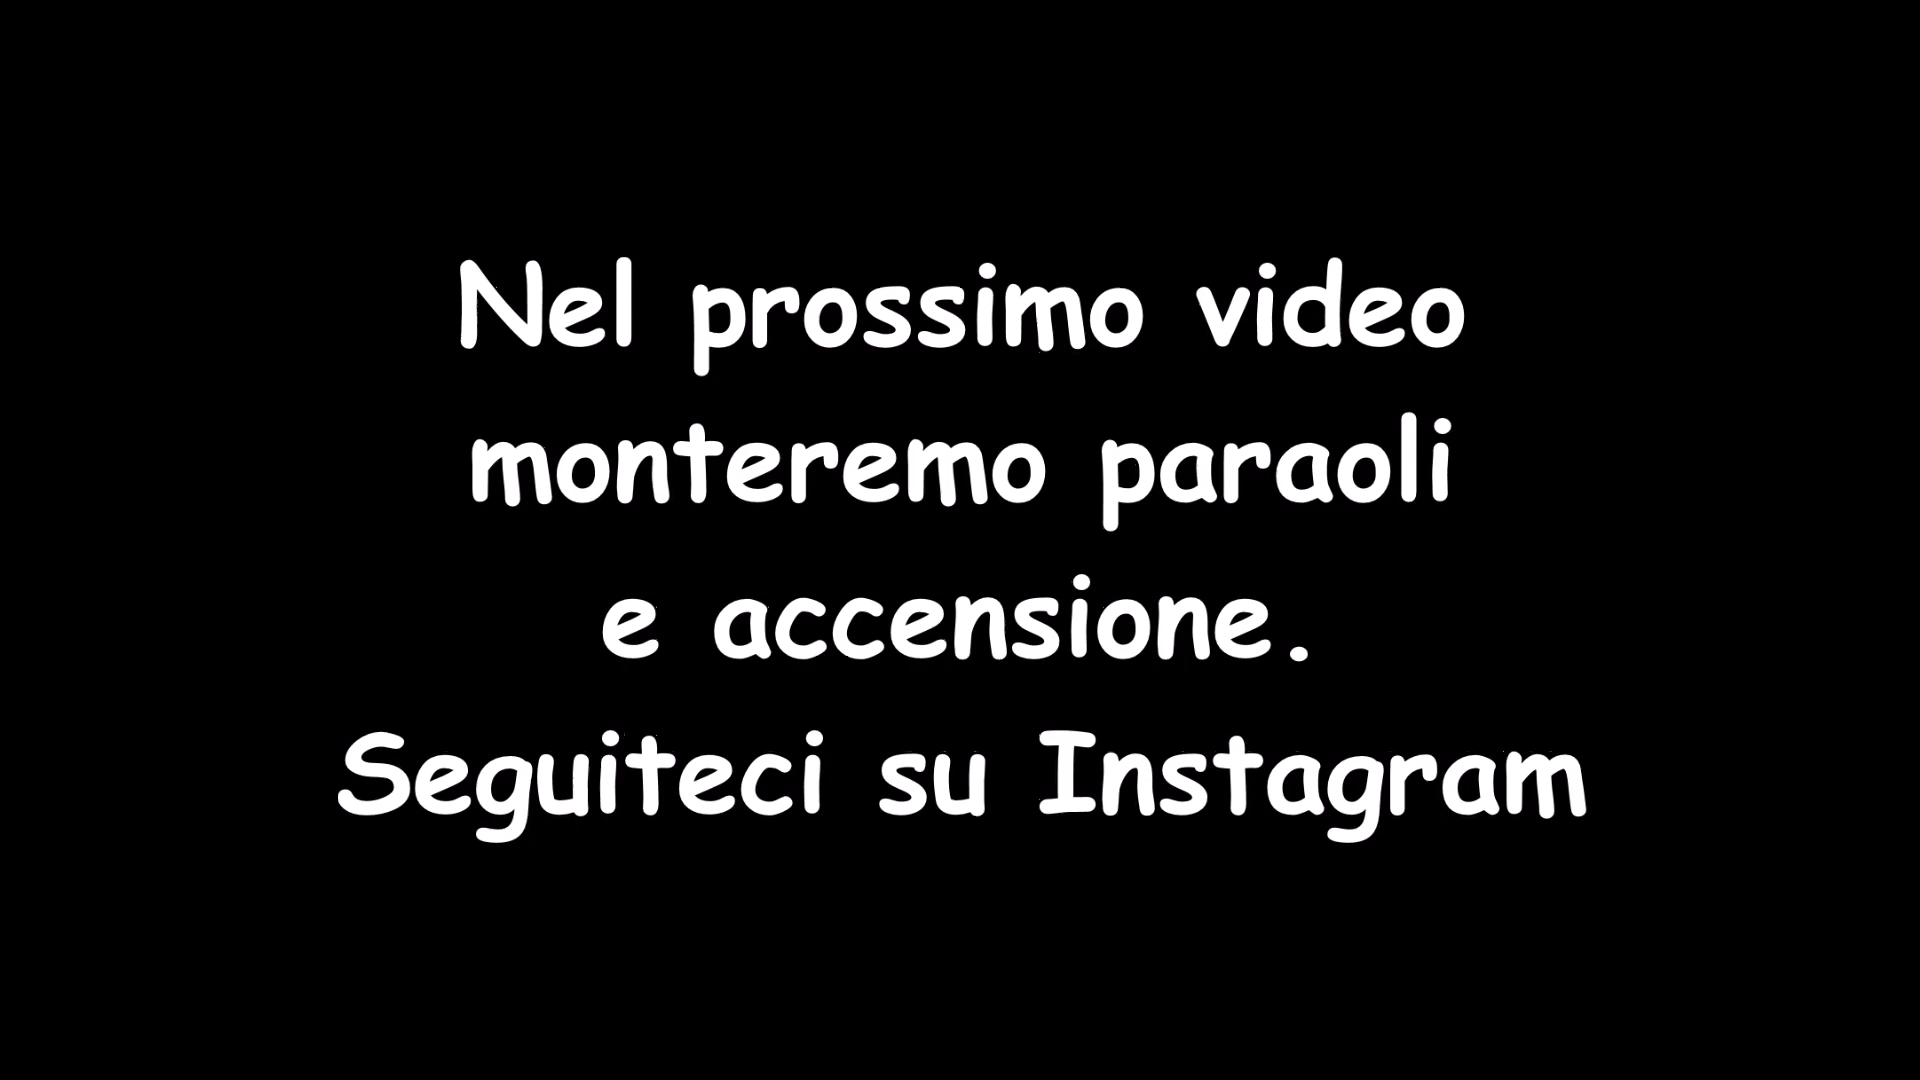 Nel prossimo video
monteremo paraoli
e accensione.
Seguiteci su Instagram